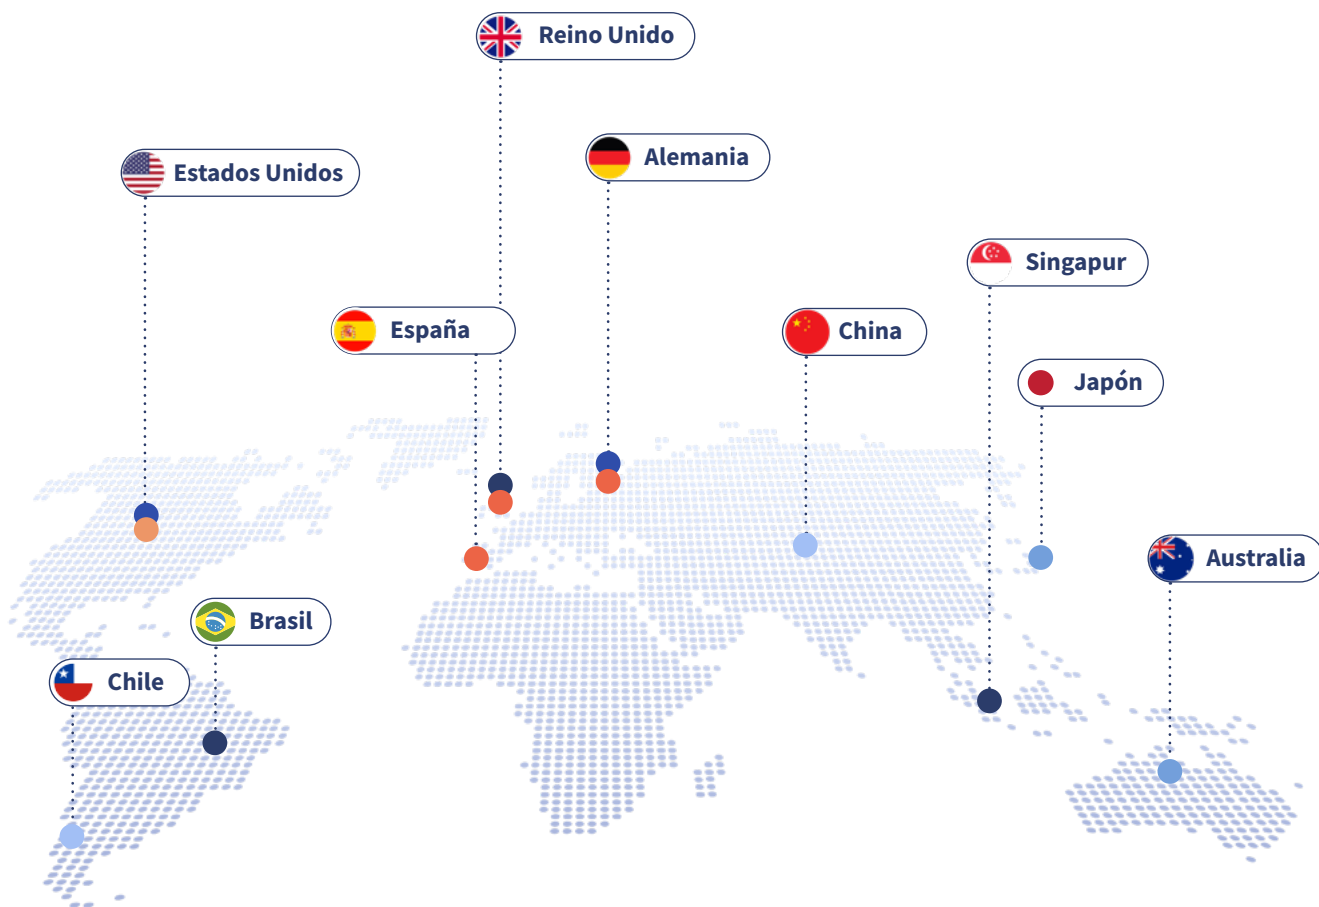 Reino Unido
Alemania
Estados Unidos
Singapur
España
China
Japón
Australia
Brasil
Chile